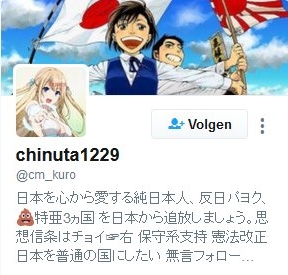 Volgen
chinuta1229
@cm_kuro
日本を心から愛する純日本人、反日パヨク、
💩特亜3ヵ国 を日本から追放しましょう。思
想信条はチョイ☞右 保守系支持 憲法改正
日本を普通の国にしたい 無言フォロー...